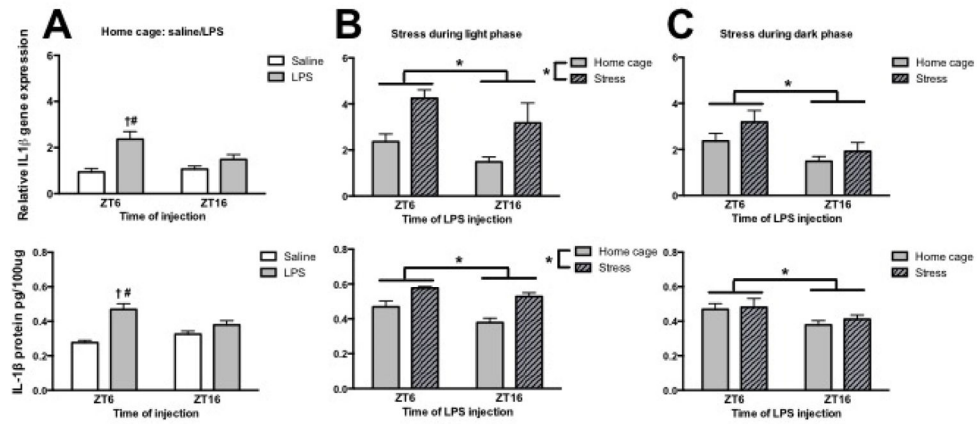 A
Home cage: saline/LPS
Relative IL1β gene expression
6
4
2
0
Saline
LPS
†#
ZT6
ZT16
Time of injection
B
Stress during light phase
6
4
2
0
*
*
Home cage
Stress
ZT6
ZT16
Time of LPS injection
C
Stress during dark phase
6
4
2
0
*
Home cage
Stress
ZT6
ZT16
Time of LPS injection
IL-1β protein pg/100ug
0.8
0.6
0.4
0.2
0.0
Saline
LPS
†#
ZT6
ZT16
Time of injection
0.8
0.6
0.4
0.2
0.0
*
*
Home cage
Stress
ZT6
ZT16
Time of LPS injection
0.8
0.6
0.4
0.2
0.0
*
Home cage
Stress
ZT6
ZT16
Time of LPS injection